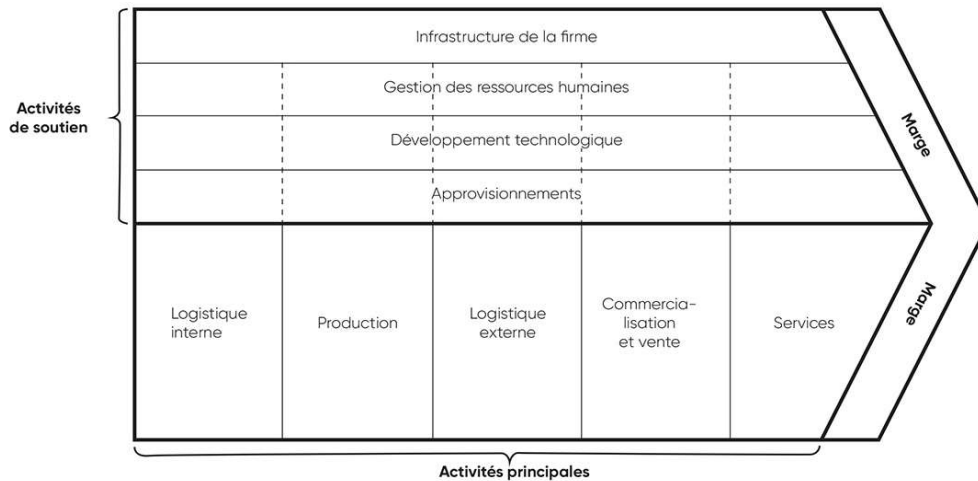 Infrastructure de la firme
Gestion des ressources humaines
Activités
de soutien
Développement technologique
Approvisionnements
Marge
Logistique
interne
Production
Logistique
externe
Commercia-
lisation
et vente
Services
Marge
Activités principales